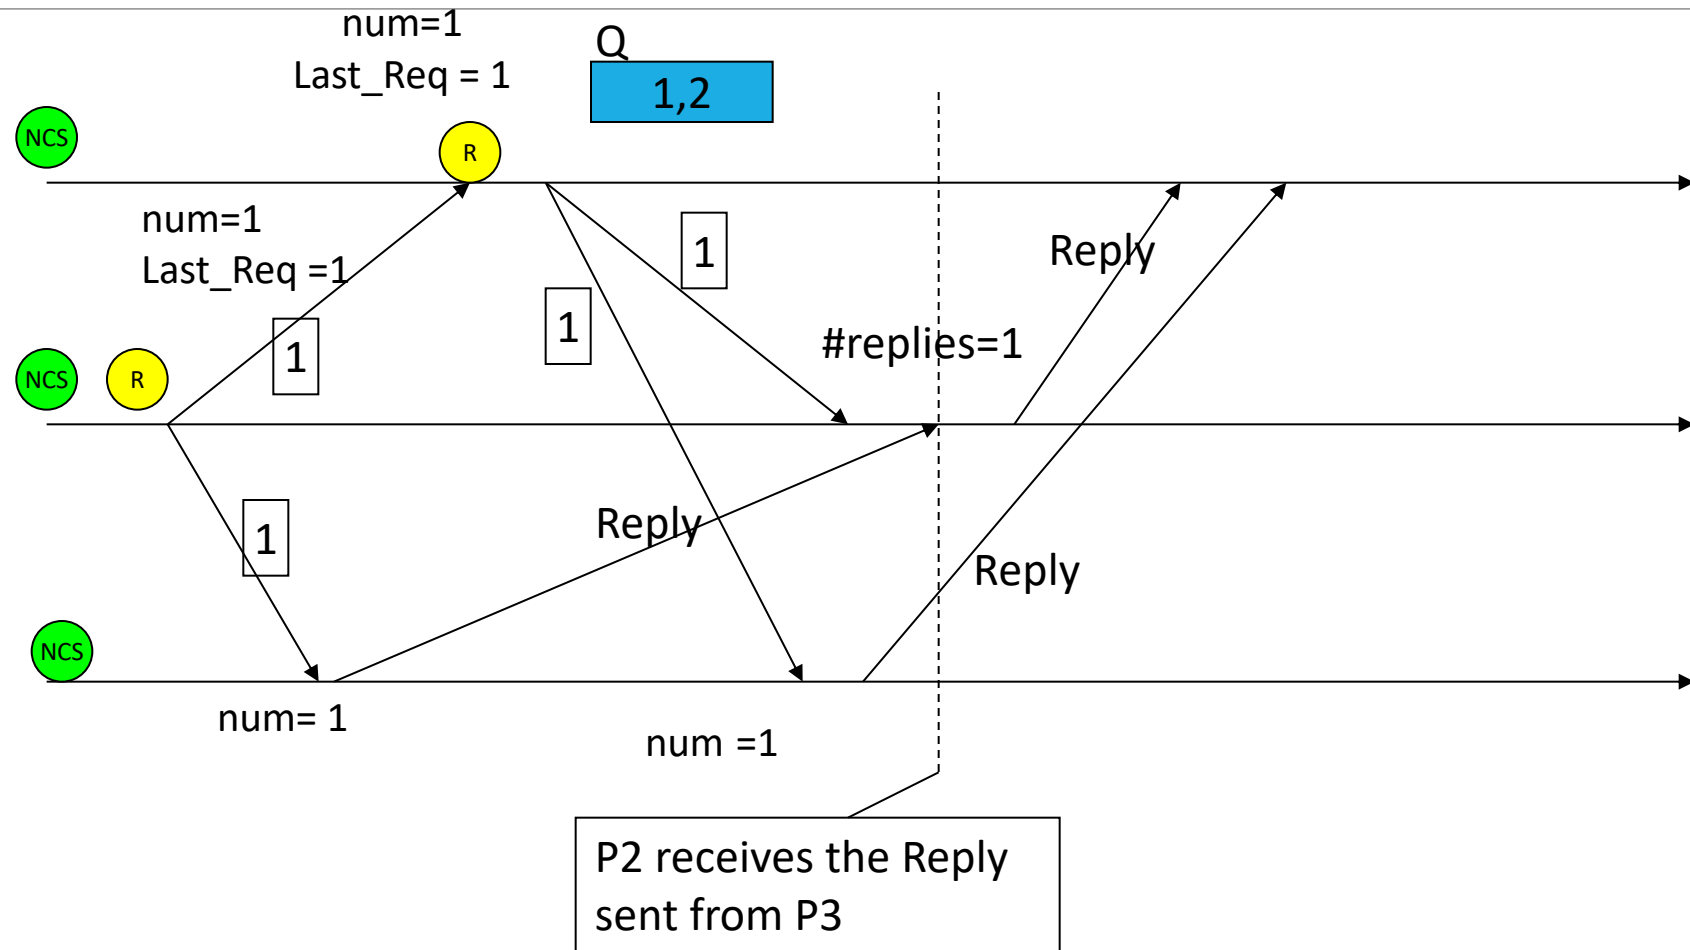 num=1
Last_Req = 1
Q
1,2
NCS
R
num=1
Last_Req =1
1
Reply
1
1
#replies=1
NCS
R
1
Reply
Reply
NCS
num= 1
num =1
P2 receives the Reply
sent from P3